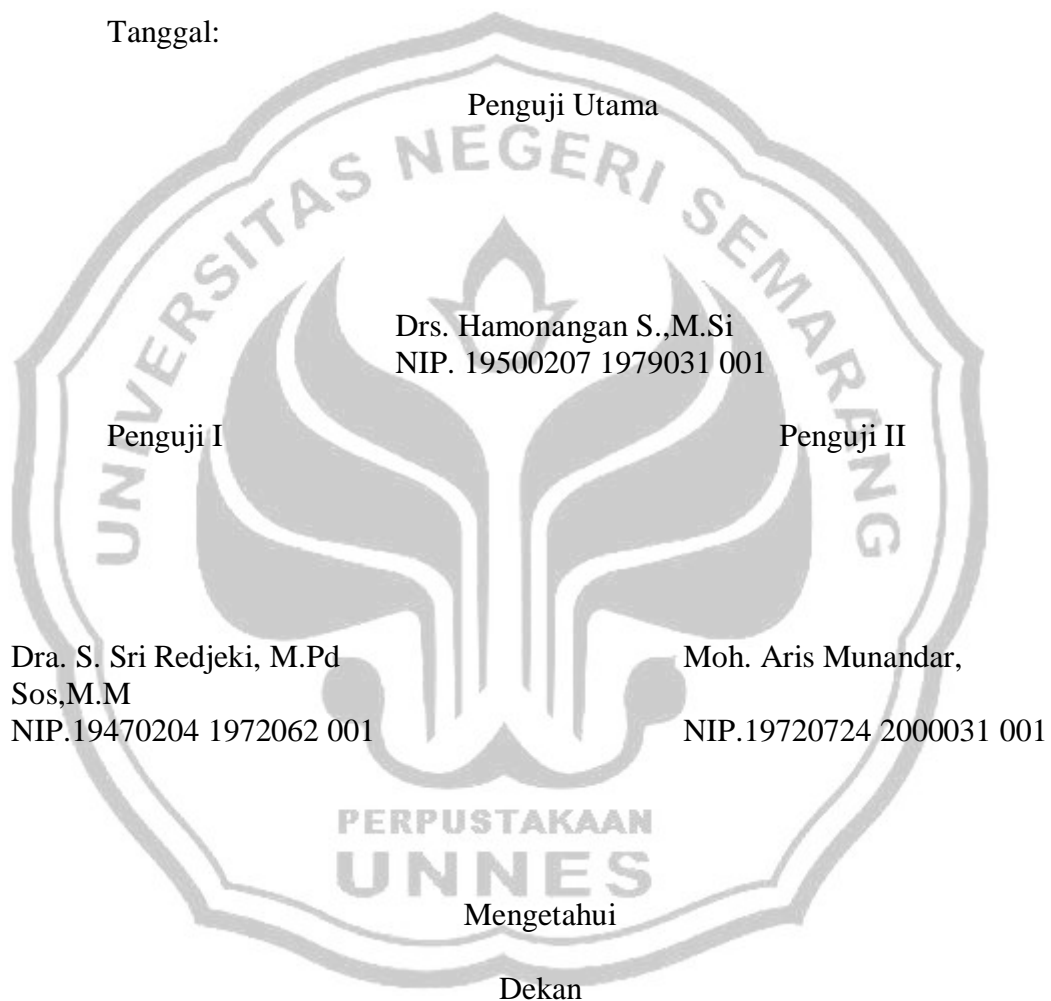 Tanggal:
Penguji Utama
UNIVERSITAS NEGERI SEMARANG
Drs. Hamonangan S.,M.Si
NIP. 19500207 1979031 001
Penguji I
Penguji II
Dra. S. Sri Redjeki, M.Pd
Moh. Aris Munandar,
Sos,M.M
NIP.19470204 1972062 001
NIP.19720724 2000031 001
PERPUSTAKAAN
UNNES
Mengetahui
Dekan